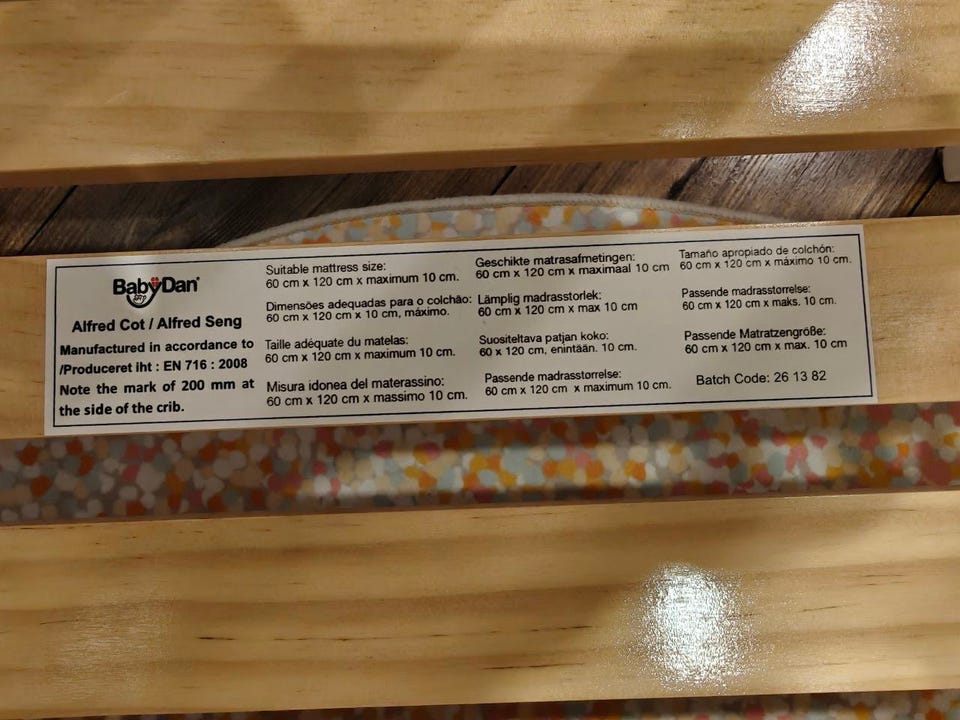 BabyDan®
Alfred Cot / Alfred Seng
Manufactured in accordance to
/Produceret iht : EN 716 : 2008
Note the mark of 200 mm at
the side of the crib.
Suitable mattress size:
60 cm x 120 cm x maximum 10 cm.
Dimensões adequadas para o colchão:
60 cm x 120 cm x 10 cm, máximo.
Taille adéquate du matelas:
60 cm x 120 cm x maximum 10 cm.
Misura idonea del materassino:
60 cm x 120 cm x massimo 10 cm.
Geschikte matrasafmetingen:
60 cm x 120 cm x maximaal 10 cm
Lämplig madrasstorlek:
60 cm x 120 cm x max 10 cm
Suositeltava patjan koko:
60 x 120 cm, enintään. 10 cm.
Passende madrasstørrelse:
60 cm x 120 cm x maximum 10 cm.
Tamaño apropiado de colchón:
60 cm x 120 cm x máximo 10 cm.
Passende madrasstørrelse:
60 cm x 120 cm x maks. 10 cm.
Passende Matratzengröße:
60 cm x 120 cm x max. 10 cm
Batch Code: 26 13 82